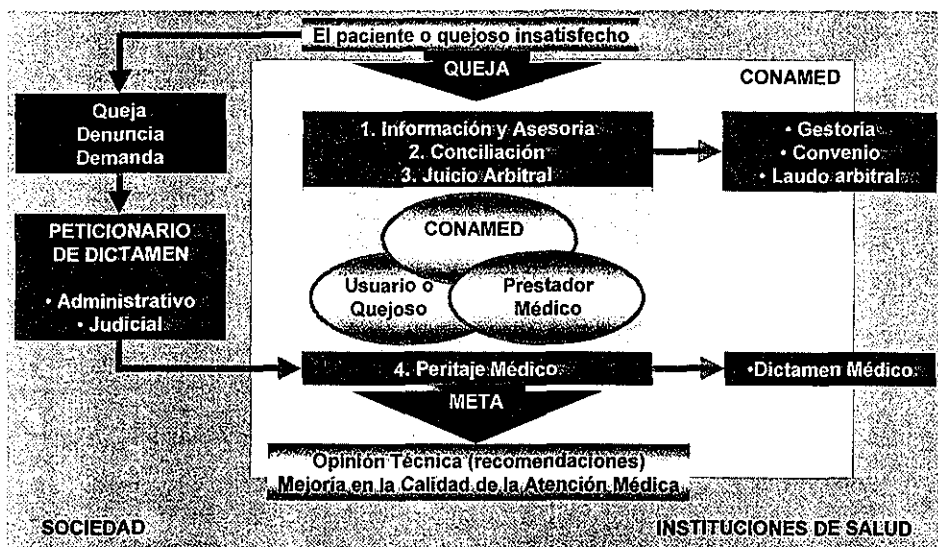 El paciente o quejoso insatisfecho
QUEJA
CONAMED
Queja
Denuncia
Demanda
1. Información y Asesoria
2. Conciliación
3. Juicio Arbitral
• Gestoría
• Convenio
• Laudo arbitral
PETICIONARIO
DE DICTAMEN
• Administrativo
• Judicial
CONAMED
Usuario o
Quejoso
Prestador
Médico
4. Peritaje Médico
•Dictamen Médico
META
Opinión Técnica (recomendaciones)
Mejoría en la Calidad de la Atención Médica
SOCIEDAD
INSTITUCIONES DE SALUD